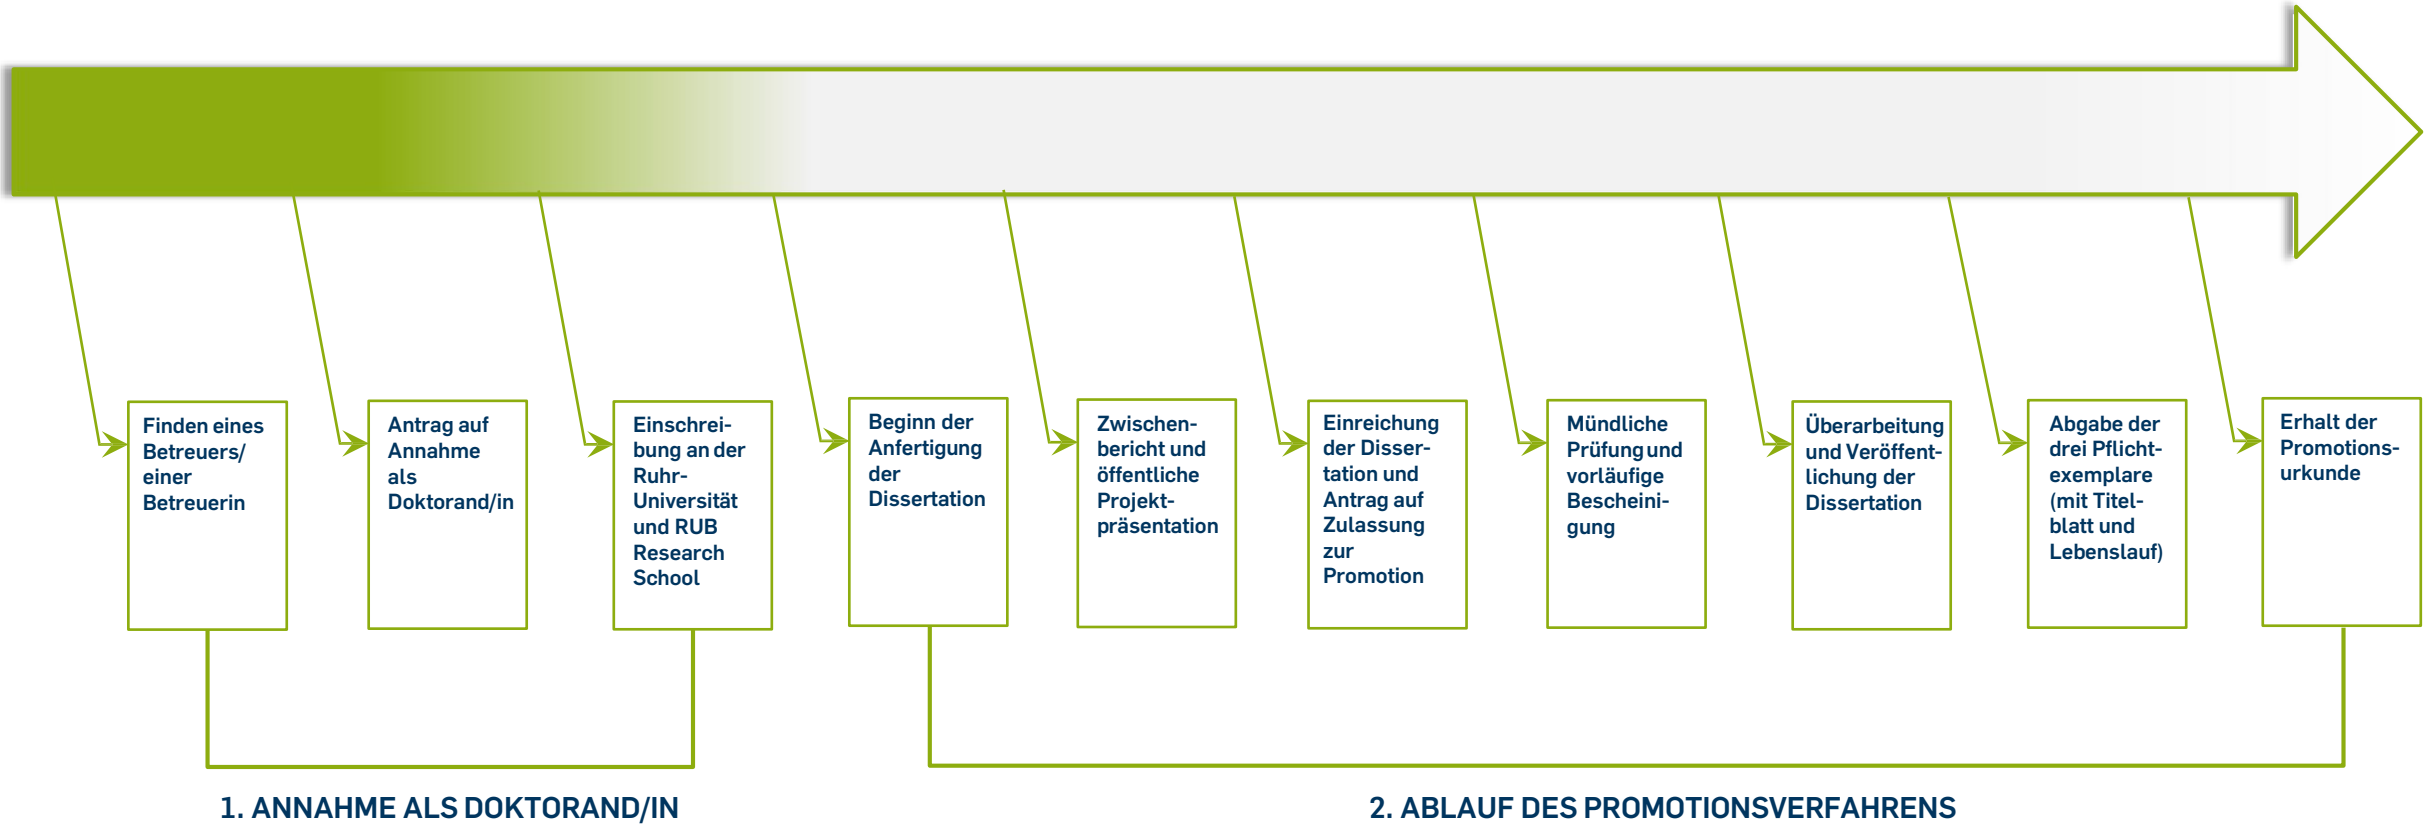 Finden eines
Betreuers/
einer
Betreuerin
Antrag auf
Annahme
als
Doktorand/in
Einschrei-
bung an der
Ruhr-
Universität
und RUB
Research
School
Beginn der
Anfertigung
der
Dissertation
Zwischen-
bericht und
öffentliche
Projekt-
präsentation
Einreichung
der Disser-
tation und
Antrag auf
Zulassung
zur
Promotion
Mündliche
Prüfung und
vorläufige
Bescheini-
gung
Überarbeitung
und Veröffent-
lichung der
Dissertation
Abgabe der
drei Pflicht-
exemplare
(mit Titel-
blatt und
Lebenslauf)
Erhalt der
Promotions-
urkunde
1. ANNAHME ALS DOKTORAND/IN
2. ABLAUF DES PROMOTIONSVERFAHRENS